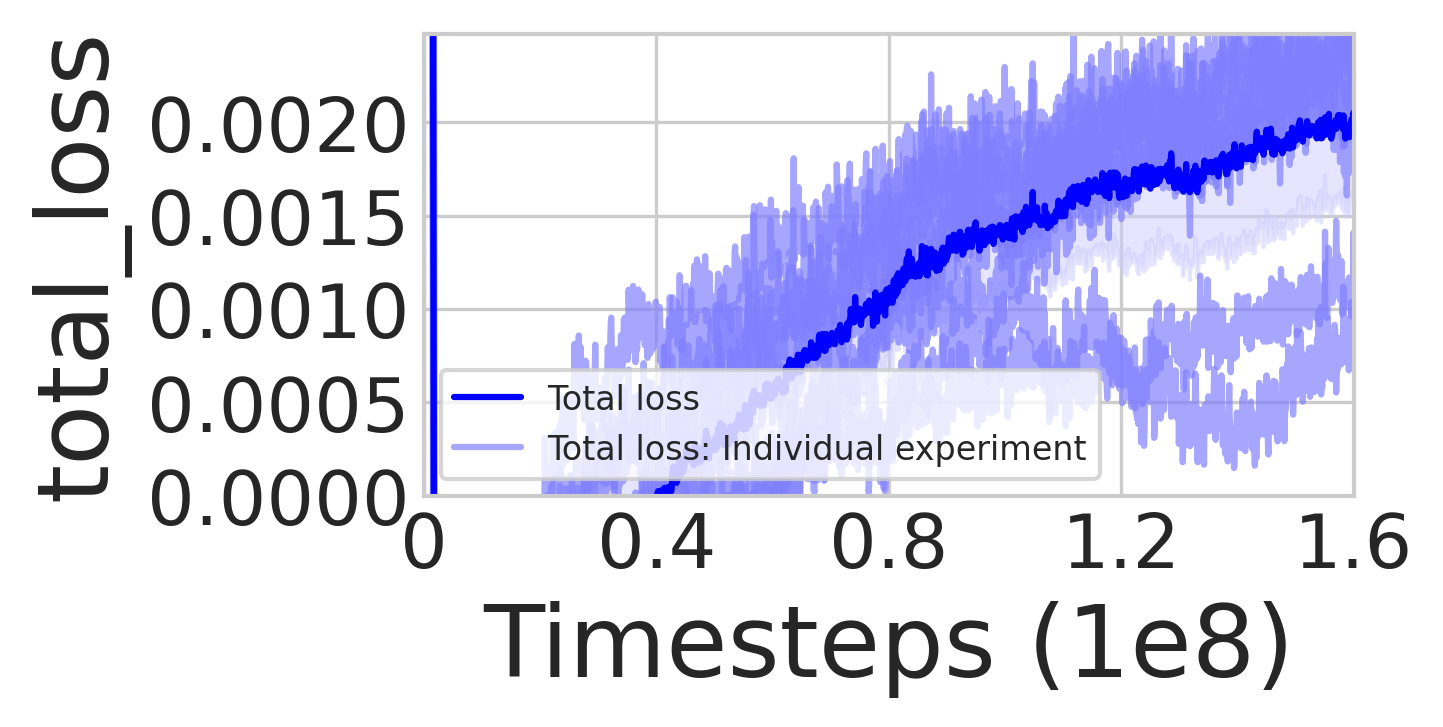 total_loss
0.0020
0.0015
0.0010
0.0005
0.0000
Total loss
Total loss: Individual experiment
0 0.4 0.8 1.2 1.6
Timesteps (1e8)